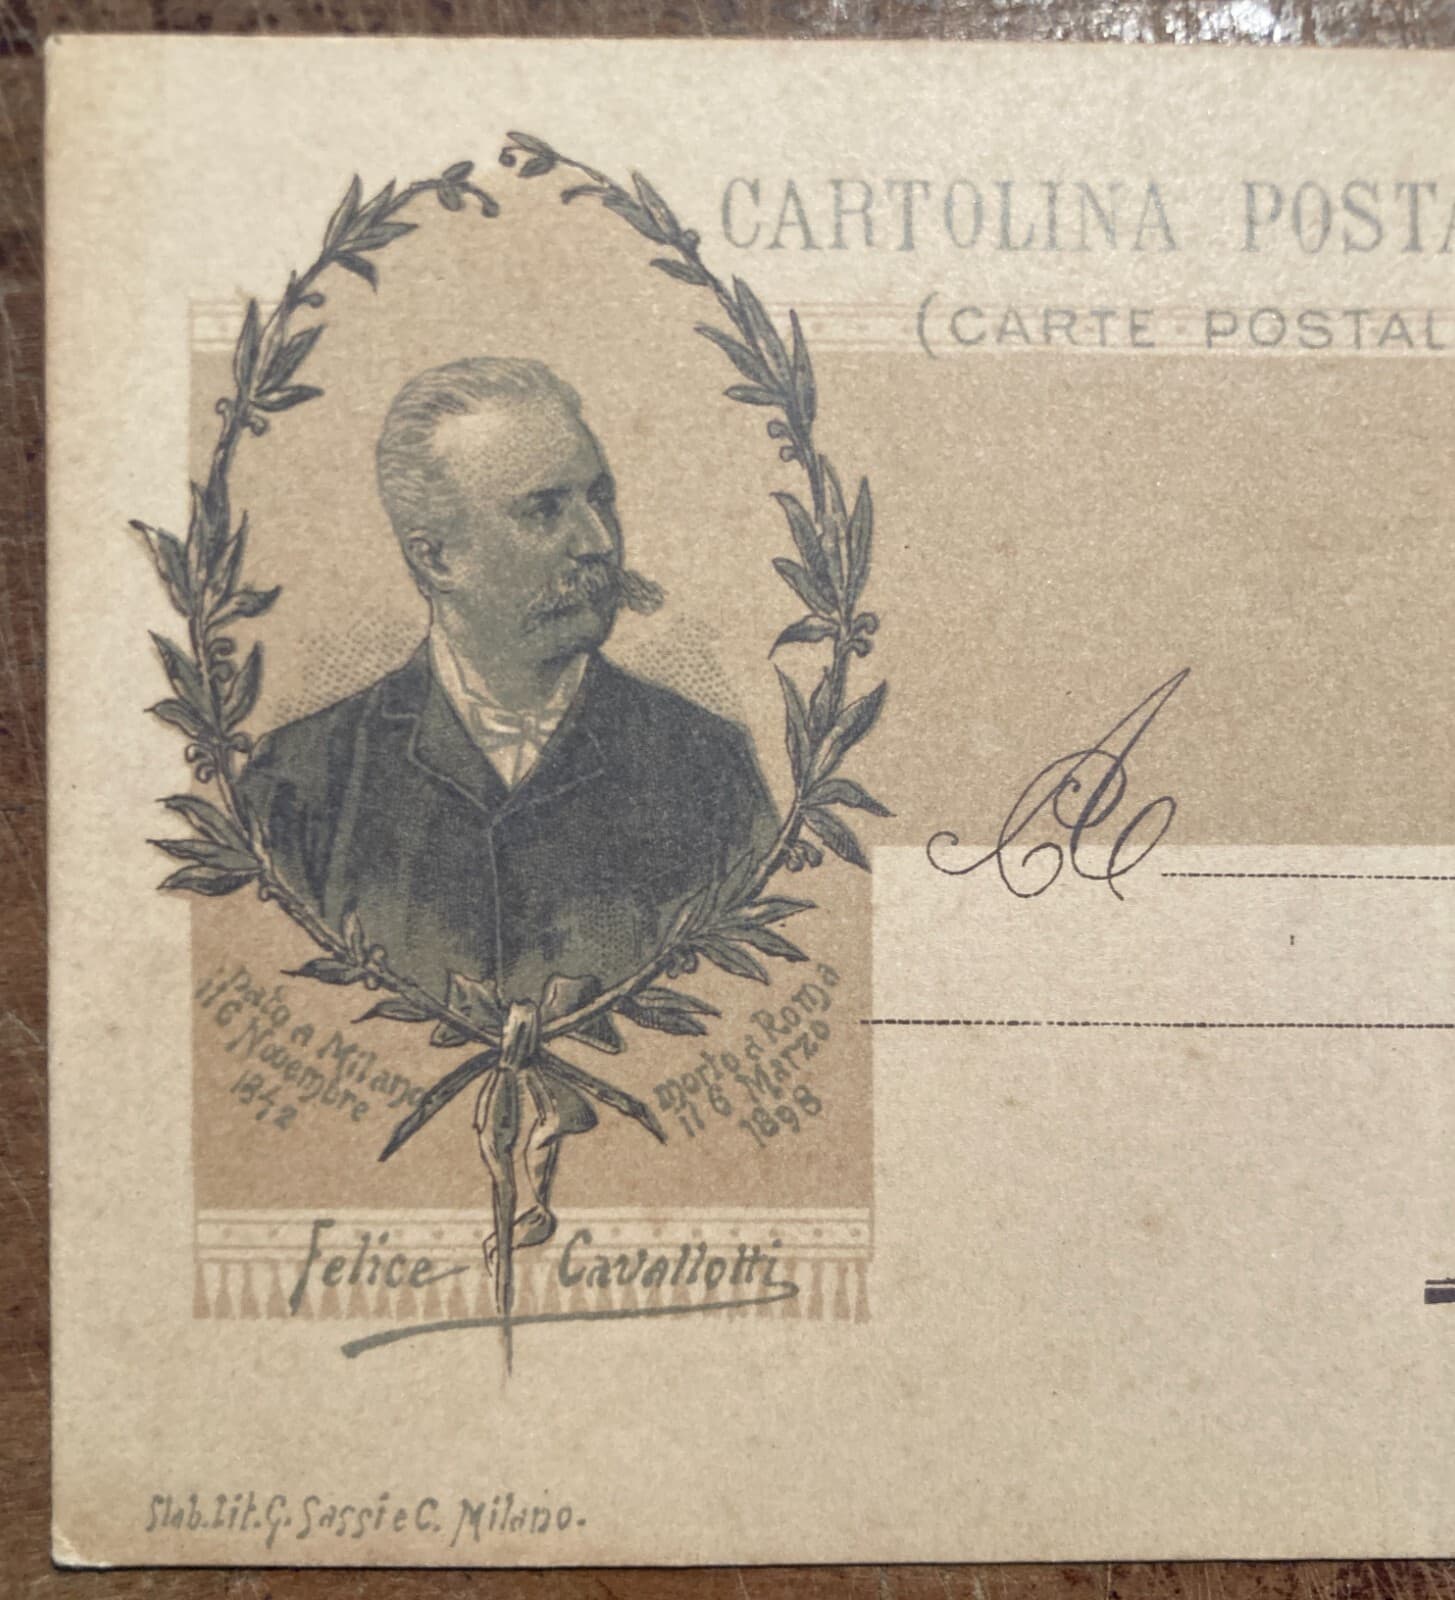 CARTOLINA POSTA
(CARTE POSTAL
A
nato a Milano
il 6 Novembre
1842
morto a Roma
il 6 Marzo
1898
Felice Cavallotti
Stab. Lit. G. Sassi e C. Milano.